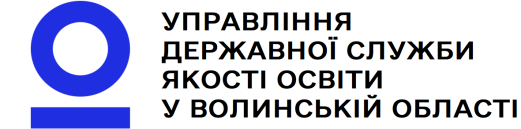 УПРАВЛІННЯ
ДЕРЖАВНОЇ СЛУЖБИ
ЯКОСТІ ОСВІТИ
У ВОЛИНСЬКІЙ ОБЛАСТІ